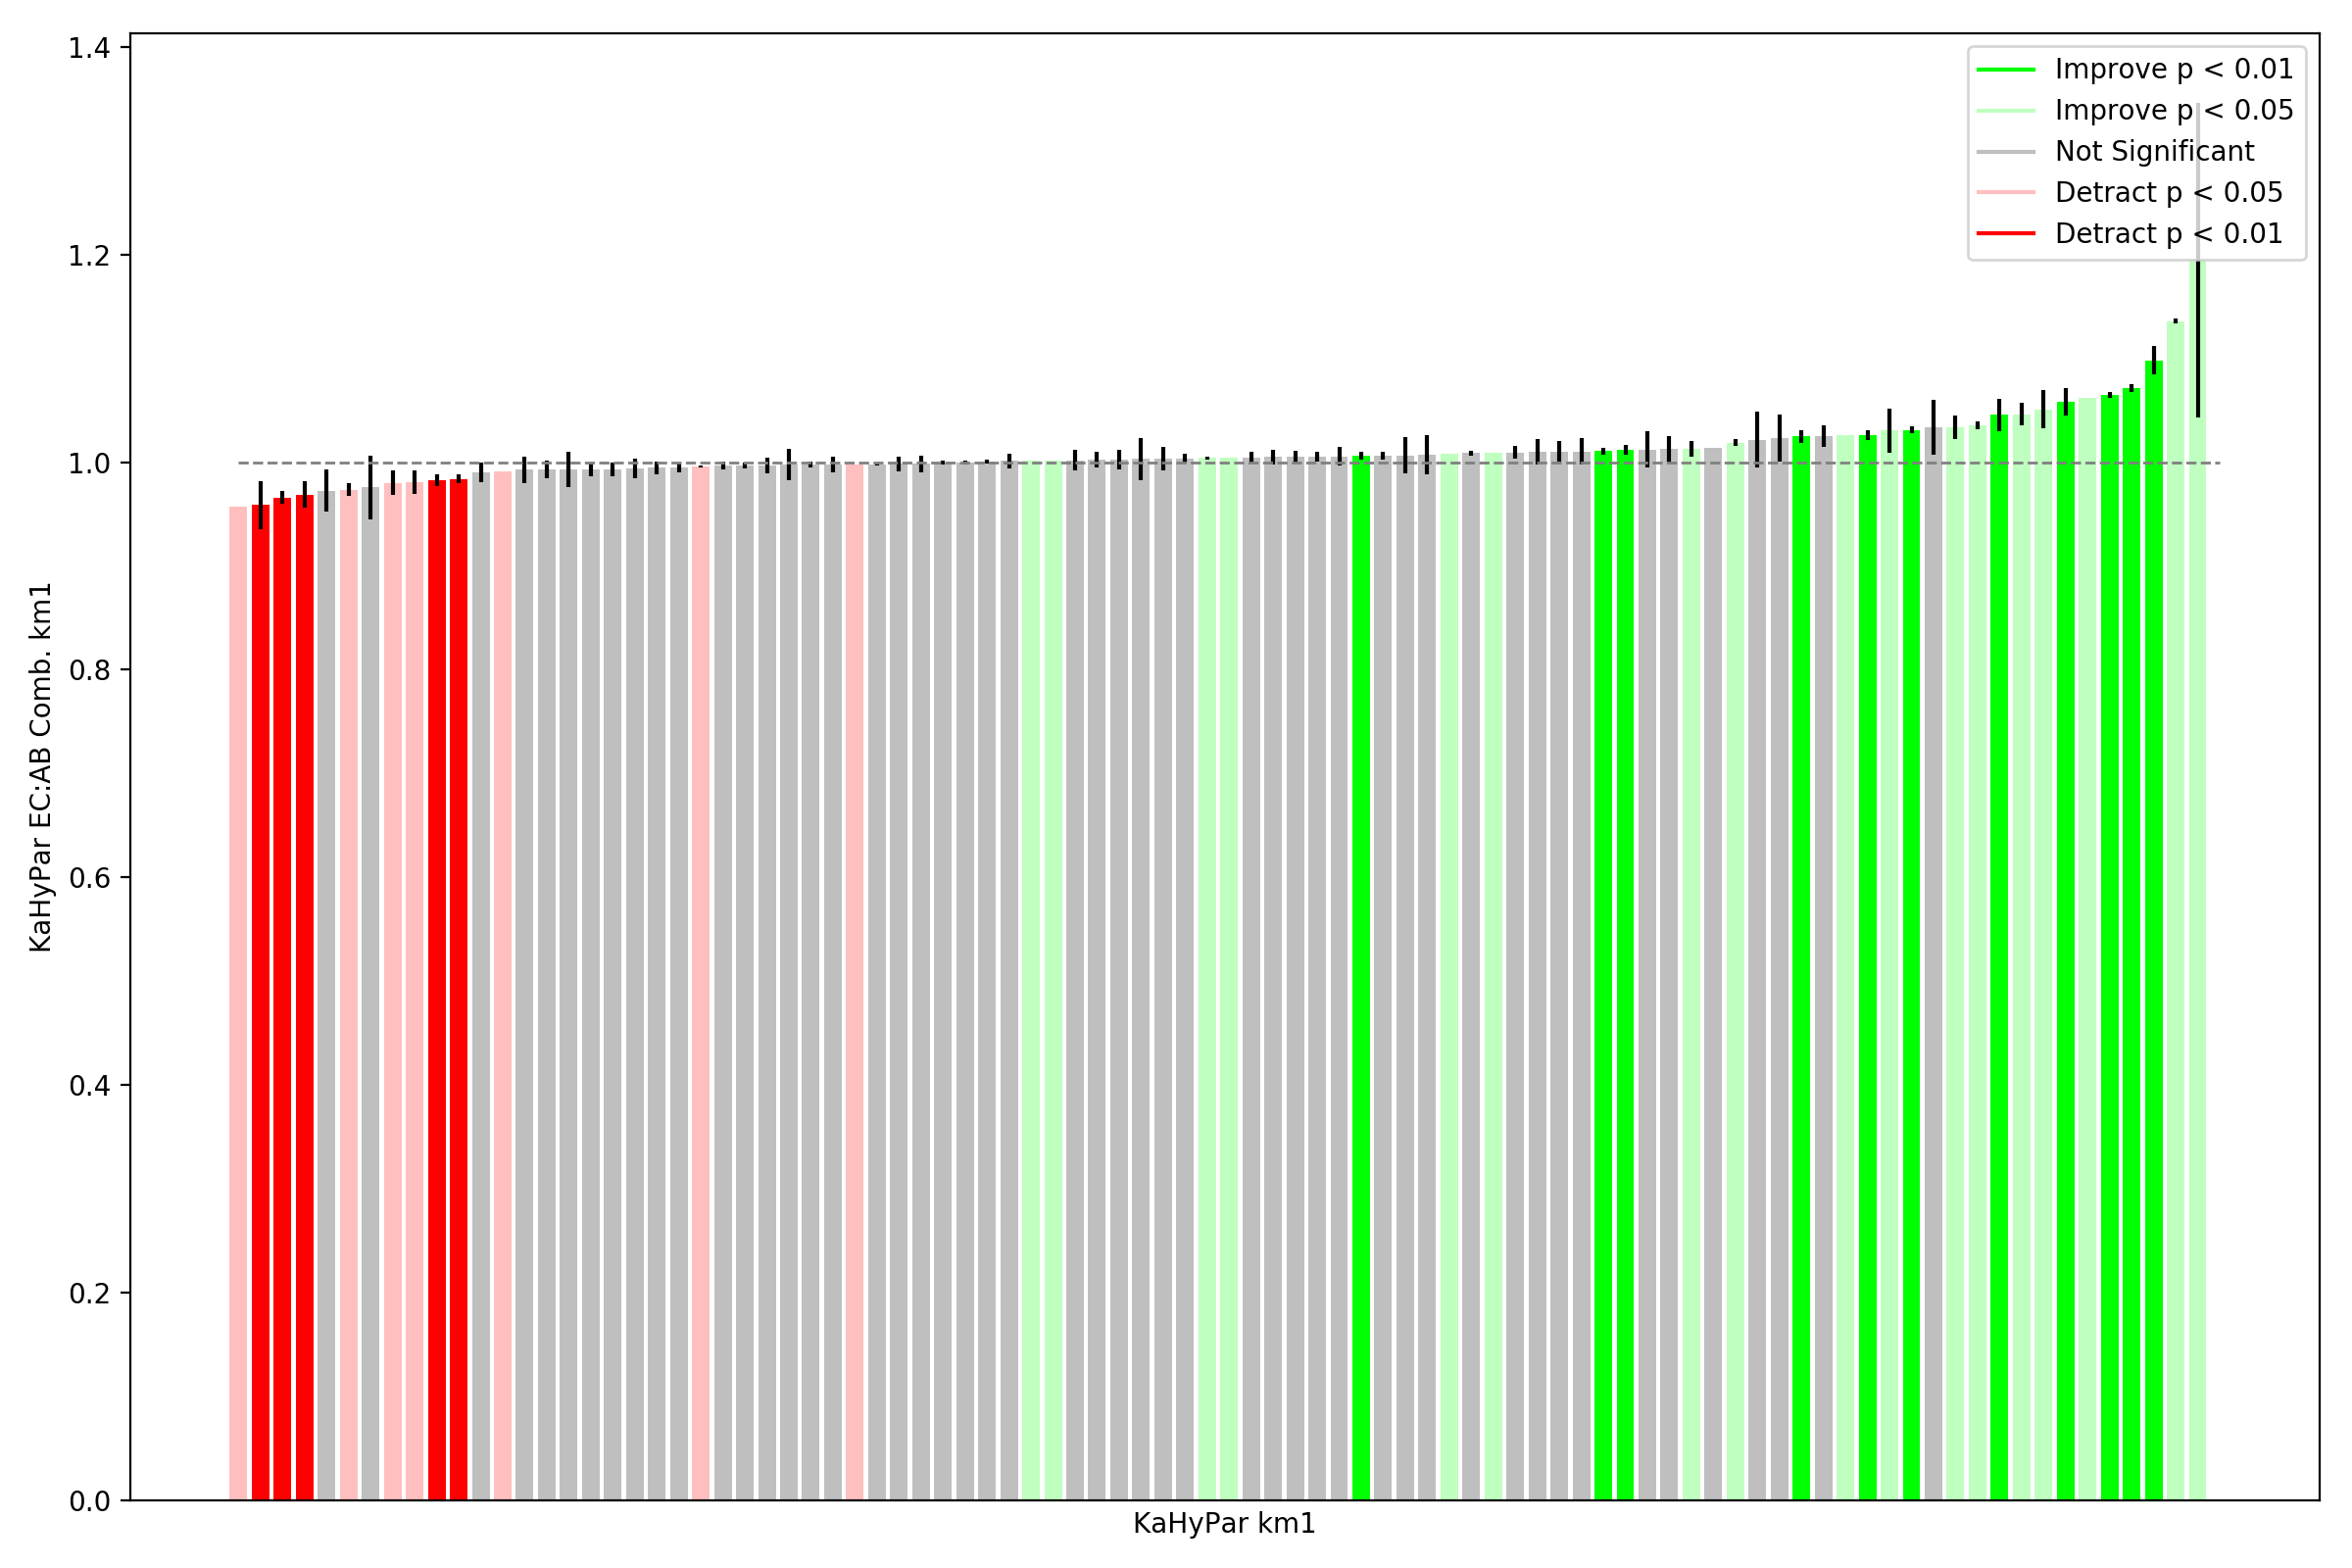 1.4
1.2
1.0
0.8
0.6
0.4
0.2
0.0
KaHyPar EC:AB Comb. km1
KaHyPar km1
Improve p < 0.01
Improve p < 0.05
Not Significant
Detract p < 0.05
Detract p < 0.01